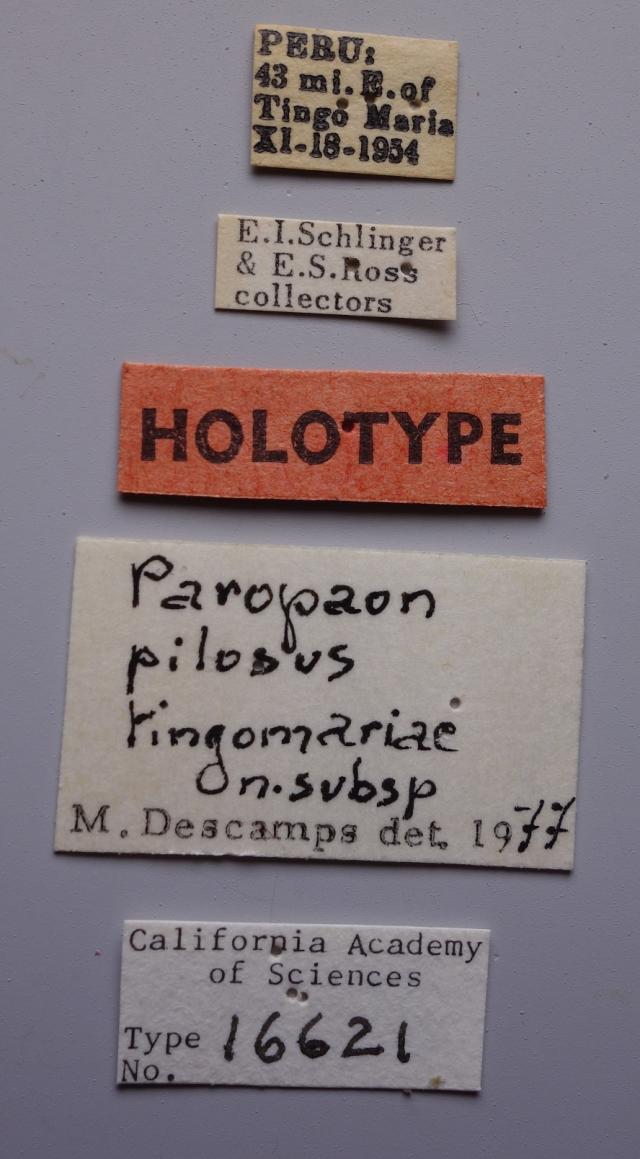 PERU:
43 mi. E. of
Tingo Maria
XI-18-1954
E.I.Schlinger
& E.S.Ross
collectors
HOLOTYPE
Paropaon
pilosus
tingomariae
n.subsp
M. Descamps det. 1977
California Academy
of Sciences
Type 16621
No.